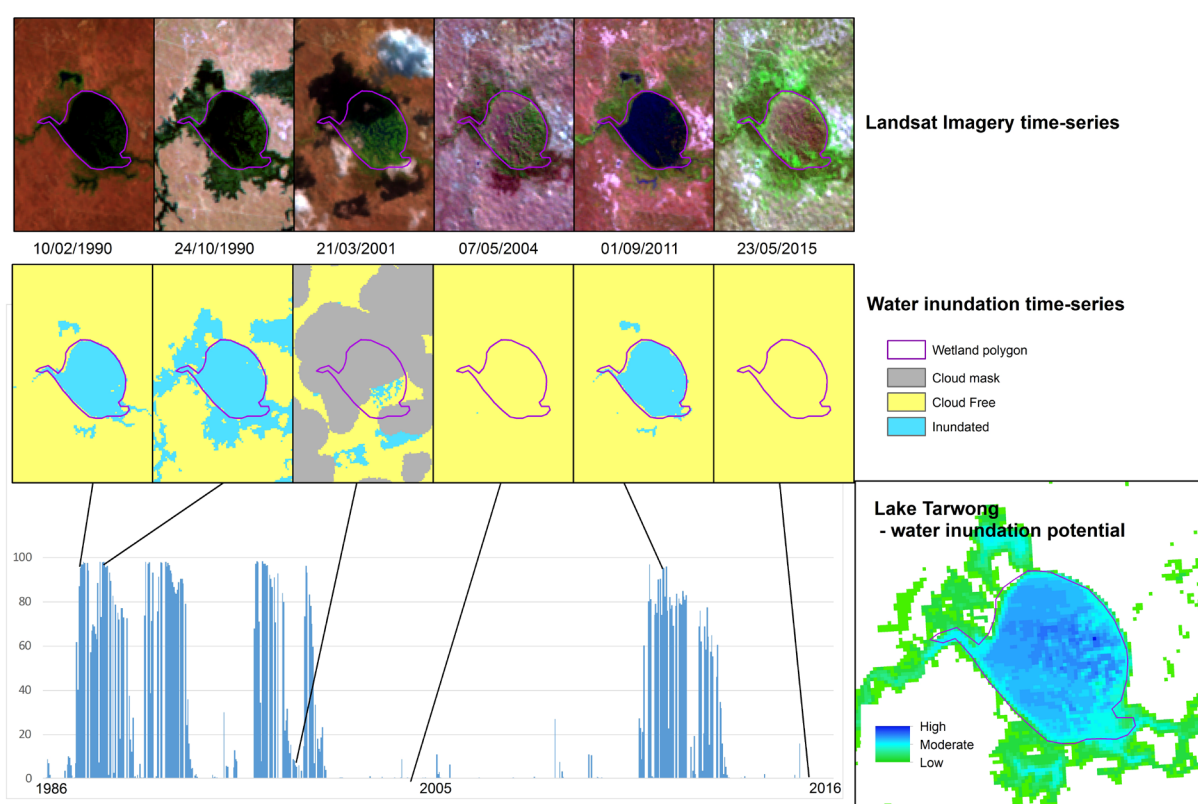 Landsat Imagery time-series
10/02/1990
24/10/1990
21/03/2001
07/05/2004
01/09/2011
23/05/2015
Water inundation time-series
Wetland polygon
Cloud mask
Cloud Free
Inundated
Lake Tarwong
- water inundation potential
High
Moderate
Low
100
80
60
40
20
0
1986
2005
2016